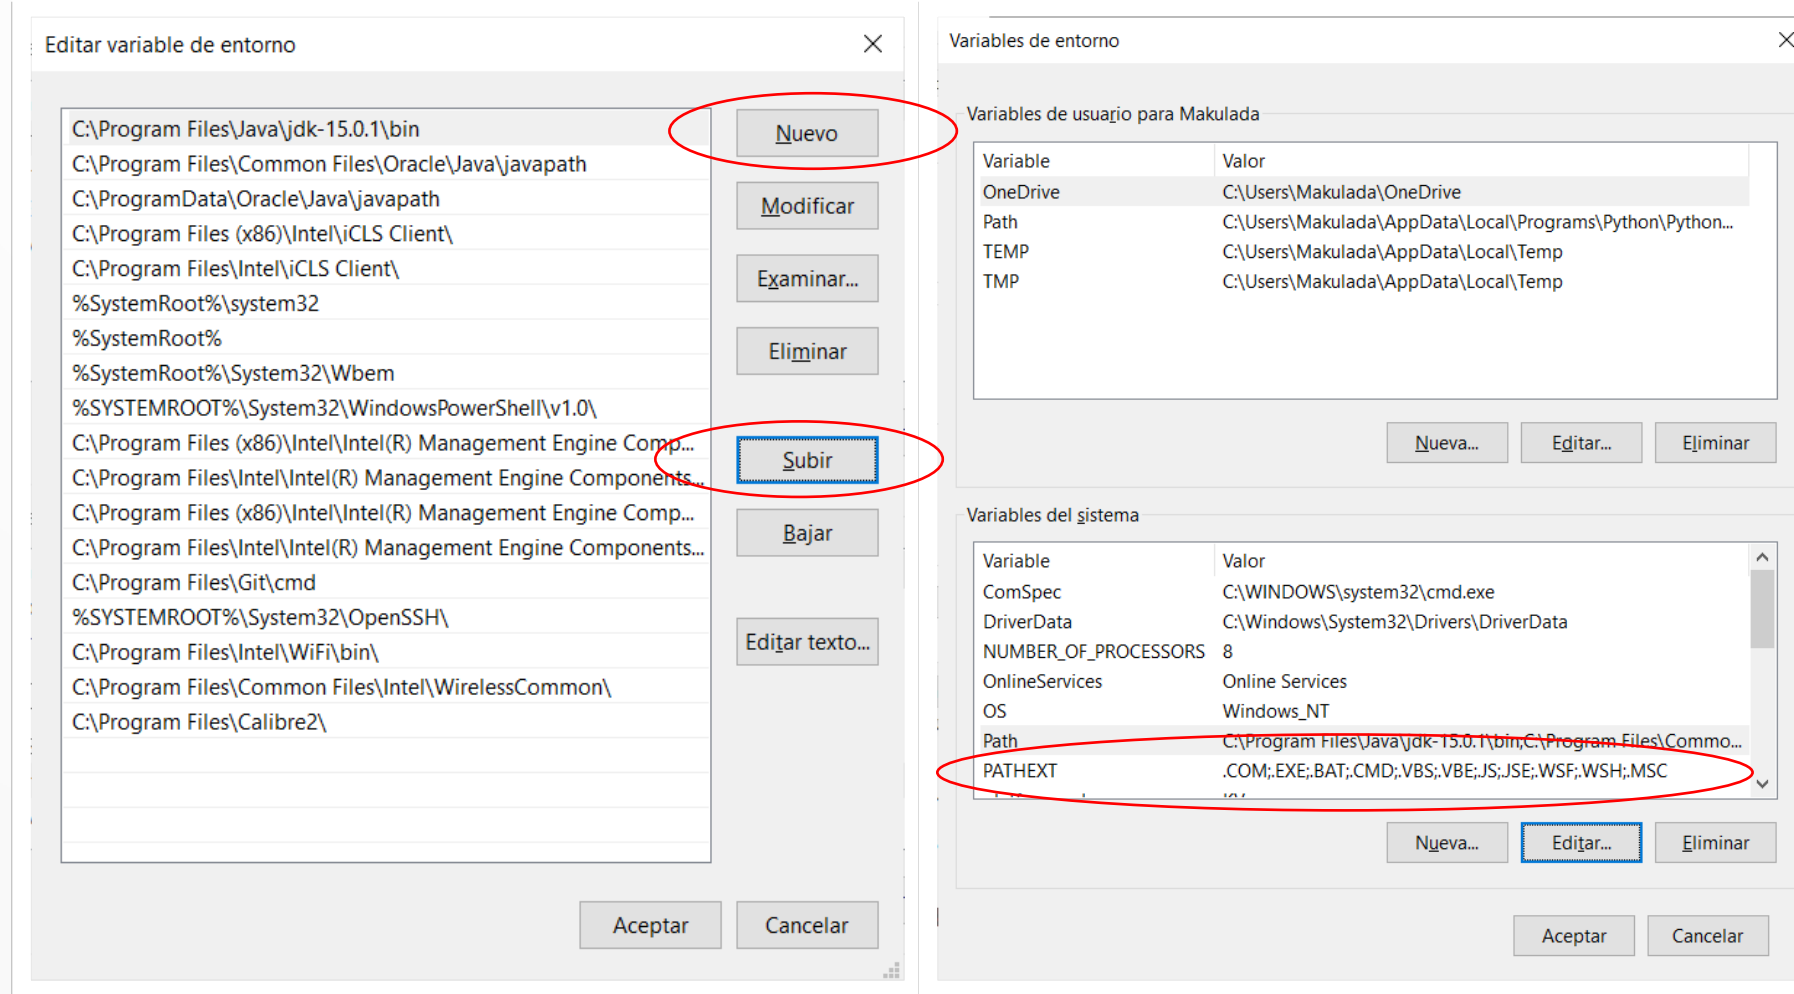 Editar variable de entorno
C:\Program Files\Java\jdk-15.0.1\bin
C:\Program Files\Common Files\Oracle\Java\javapath
C:\ProgramData\Oracle\Java\javapath
C:\Program Files (x86)\Intel\iCLS Client\
C:\Program Files\Intel\iCLS Client\
%SystemRoot%\system32
%SystemRoot%
%SystemRoot%\System32\Wbem
%SYSTEMROOT%\System32\WindowsPowerShell\v1.0\
C:\Program Files (x86)\Intel\Intel(R) Management Engine Comp...
C:\Program Files\Intel\Intel(R) Management Engine Components...
C:\Program Files (x86)\Intel\Intel(R) Management Engine Comp...
C:\Program Files\Intel\Intel(R) Management Engine Components...
C:\Program Files\Git\cmd
%SYSTEMROOT%\System32\OpenSSH\
C:\Program Files\Intel\WiFi\bin\
C:\Program Files\Common Files\Intel\WirelessCommon\
C:\Program Files\Calibre2\
Nuevo
Modificar
Examinar...
Eliminar
Subir
Bajar
Editar texto...
Aceptar Cancelar
Variables de entorno
Variables de usuario para Makulada
Variable Valor
OneDrive C:\Users\Makulada\OneDrive
Path C:\Users\Makulada\AppData\Local\Programs\Python\Python...
TEMP C:\Users\Makulada\AppData\Local\Temp
TMP C:\Users\Makulada\AppData\Local\Temp
Nueva... Editar... Eliminar
Variables del sistema
Variable Valor
ComSpec C:\WINDOWS\system32\cmd.exe
DriverData C:\Windows\System32\Drivers\DriverData
NUMBER_OF_PROCESSORS 8
OnlineServices Online Services
OS Windows_NT
Path C:\Program Files\Java\jdk-15.0.1\bin;C:\Program Files\Commo...
PATHEXT .COM;.EXE;.BAT;.CMD;.VBS;.VBE;.JS;.JSE;.WSF;.WSH;.MSC
Nueva... Editar... Eliminar
Aceptar Cancelar